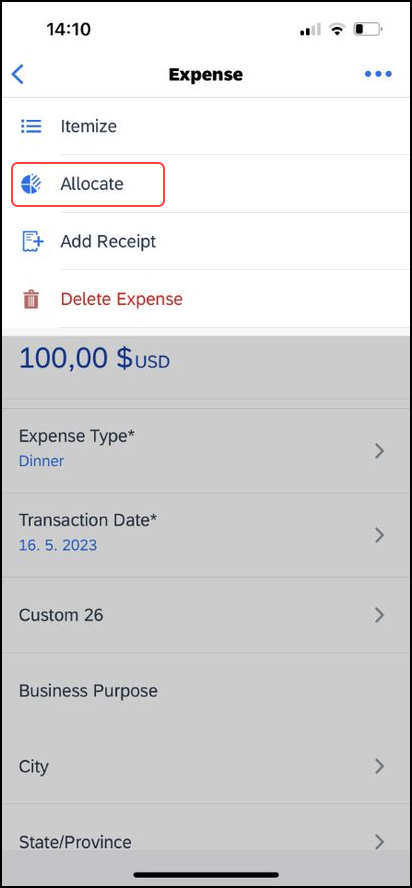 14:10
Expense
Itemize
Allocate
Add Receipt
Delete Expense
100,00 $ USD
Expense Type*
Dinner
Transaction Date*
16. 5. 2023
Custom 26
Business Purpose
City
State/Province